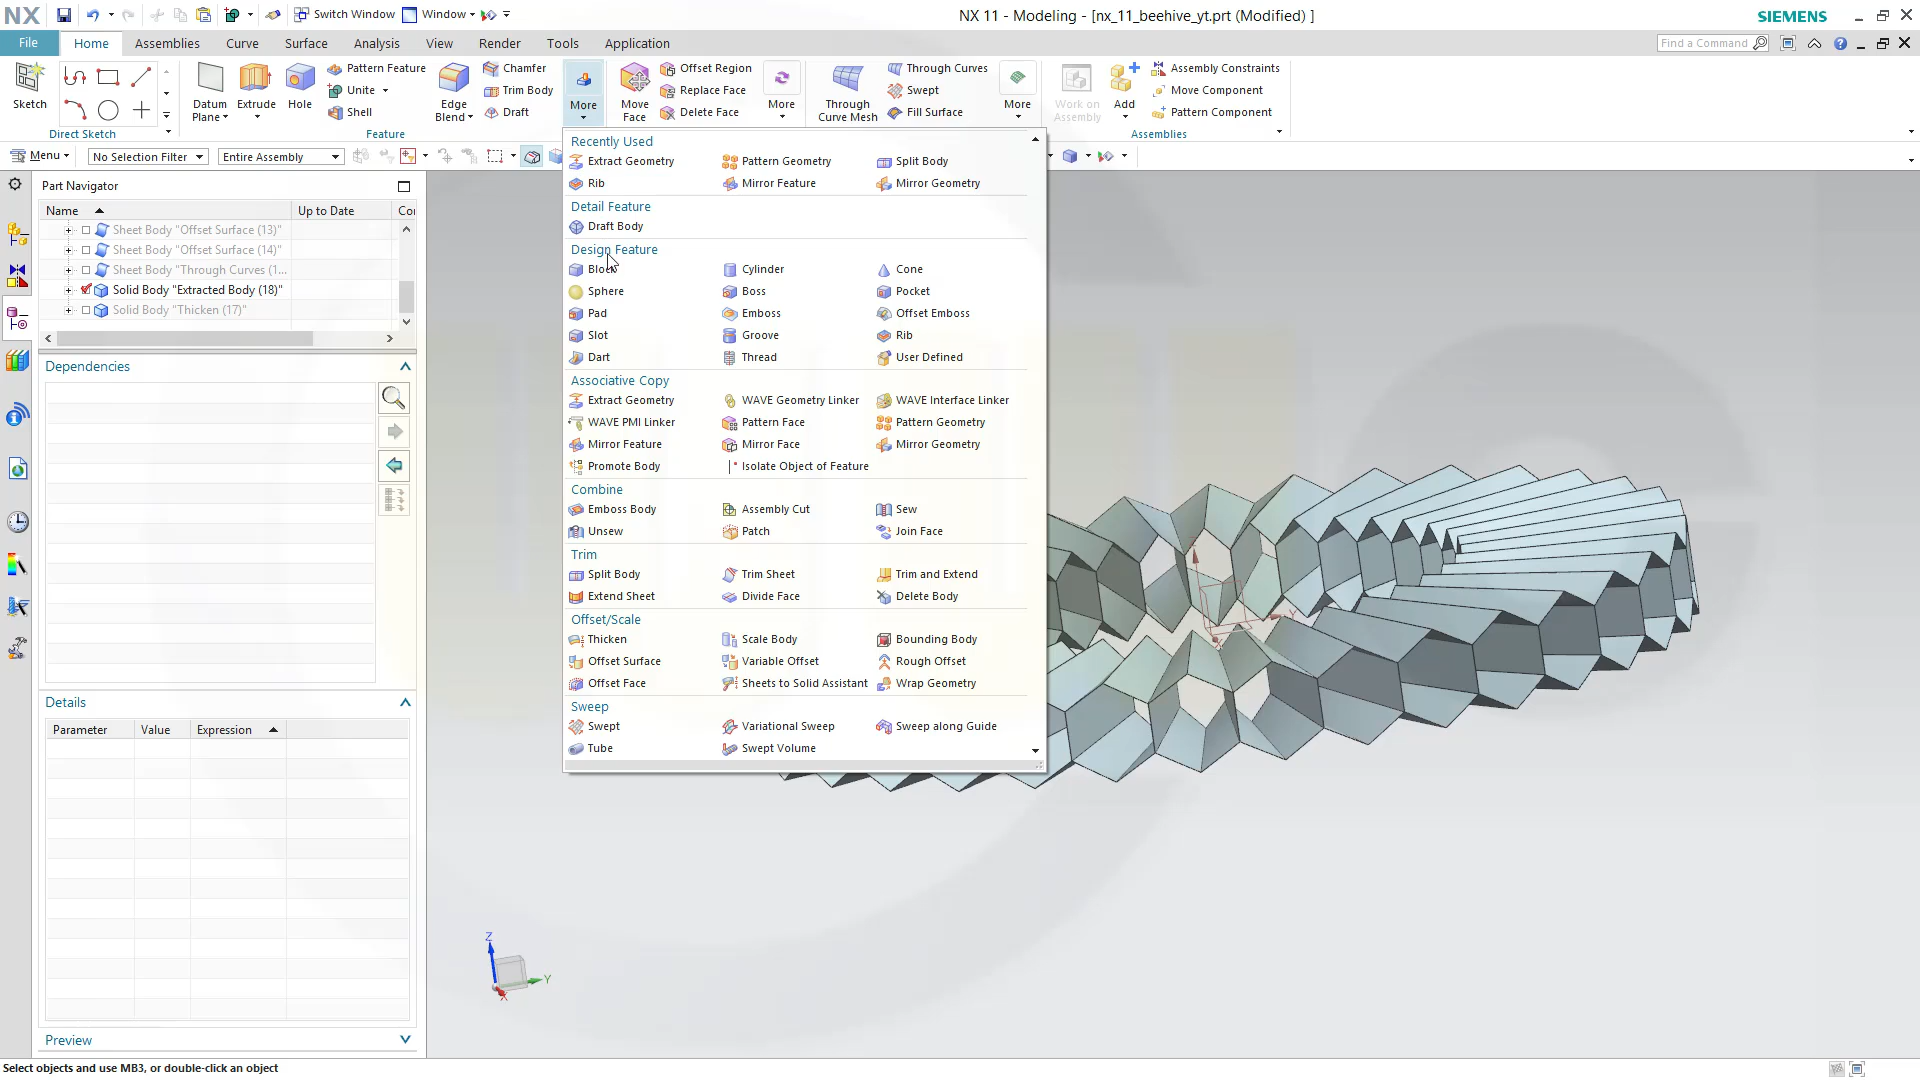 NX Switch Window Window NX 11 - Modeling - [nx_11_beehive_yt.prt (Modified) ] SIEMENS
File Home Assemblies Curve Surface Analysis View Render Tools Application Find a Command
Sketch
Direct Sketch
Datum Plane
Extrude
Hole
Pattern Feature
Unite
Shell
Edge Blend
Chamfer
Trim Body
Draft
More
Feature
Move Face
Offset Region
Replace Face
Delete Face
More
Through Curve Mesh
Through Curves
Swept
Fill Surface
More
Work on Assembly
Add
Assembly Constraints
Move Component
Pattern Component
Assemblies
Menu No Selection Filter Entire Assembly
Part Navigator
Name Up to Date Coi
Sheet Body "Offset Surface (13)"
Sheet Body "Offset Surface (14)"
Sheet Body "Through Curves (1...
Solid Body "Extracted Body (18)"
Solid Body "Thicken (17)"
Dependencies
Details
Parameter Value Expression
Preview
Recently Used
Extract Geometry Pattern Geometry Split Body
Rib Mirror Feature Mirror Geometry
Detail Feature
Draft Body
Design Feature
Block Cylinder Cone
Sphere Boss Pocket
Pad Emboss Offset Emboss
Slot Groove Rib
Dart Thread User Defined
Associative Copy
Extract Geometry WAVE Geometry Linker WAVE Interface Linker
WAVE PMI Linker Pattern Face Pattern Geometry
Mirror Feature Mirror Face Mirror Geometry
Promote Body Isolate Object of Feature
Combine
Emboss Body Assembly Cut Sew
Unsew Patch Join Face
Trim
Split Body Trim Sheet Trim and Extend
Extend Sheet Divide Face Delete Body
Offset/Scale
Thicken Scale Body Bounding Body
Offset Surface Variable Offset Rough Offset
Offset Face Sheets to Solid Assistant Wrap Geometry
Sweep
Swept Variational Sweep Sweep along Guide
Tube Swept Volume
Y
Z
Y
X
Select objects and use MB3, or double-click an object